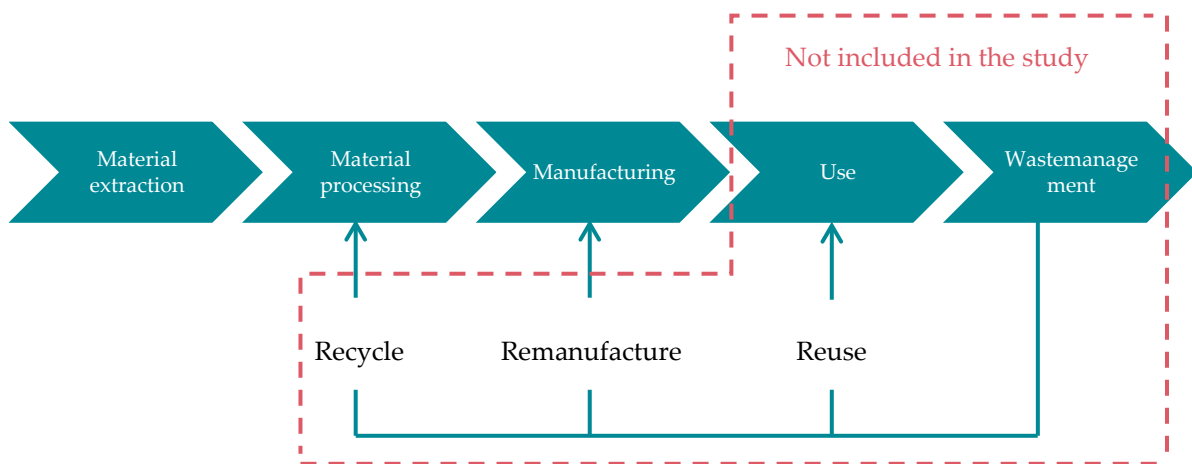 Not included in the study
Material
extraction
Material
processing
Manufacturing
Use
Wastemanage
ment
Recycle
Remanufacture
Reuse